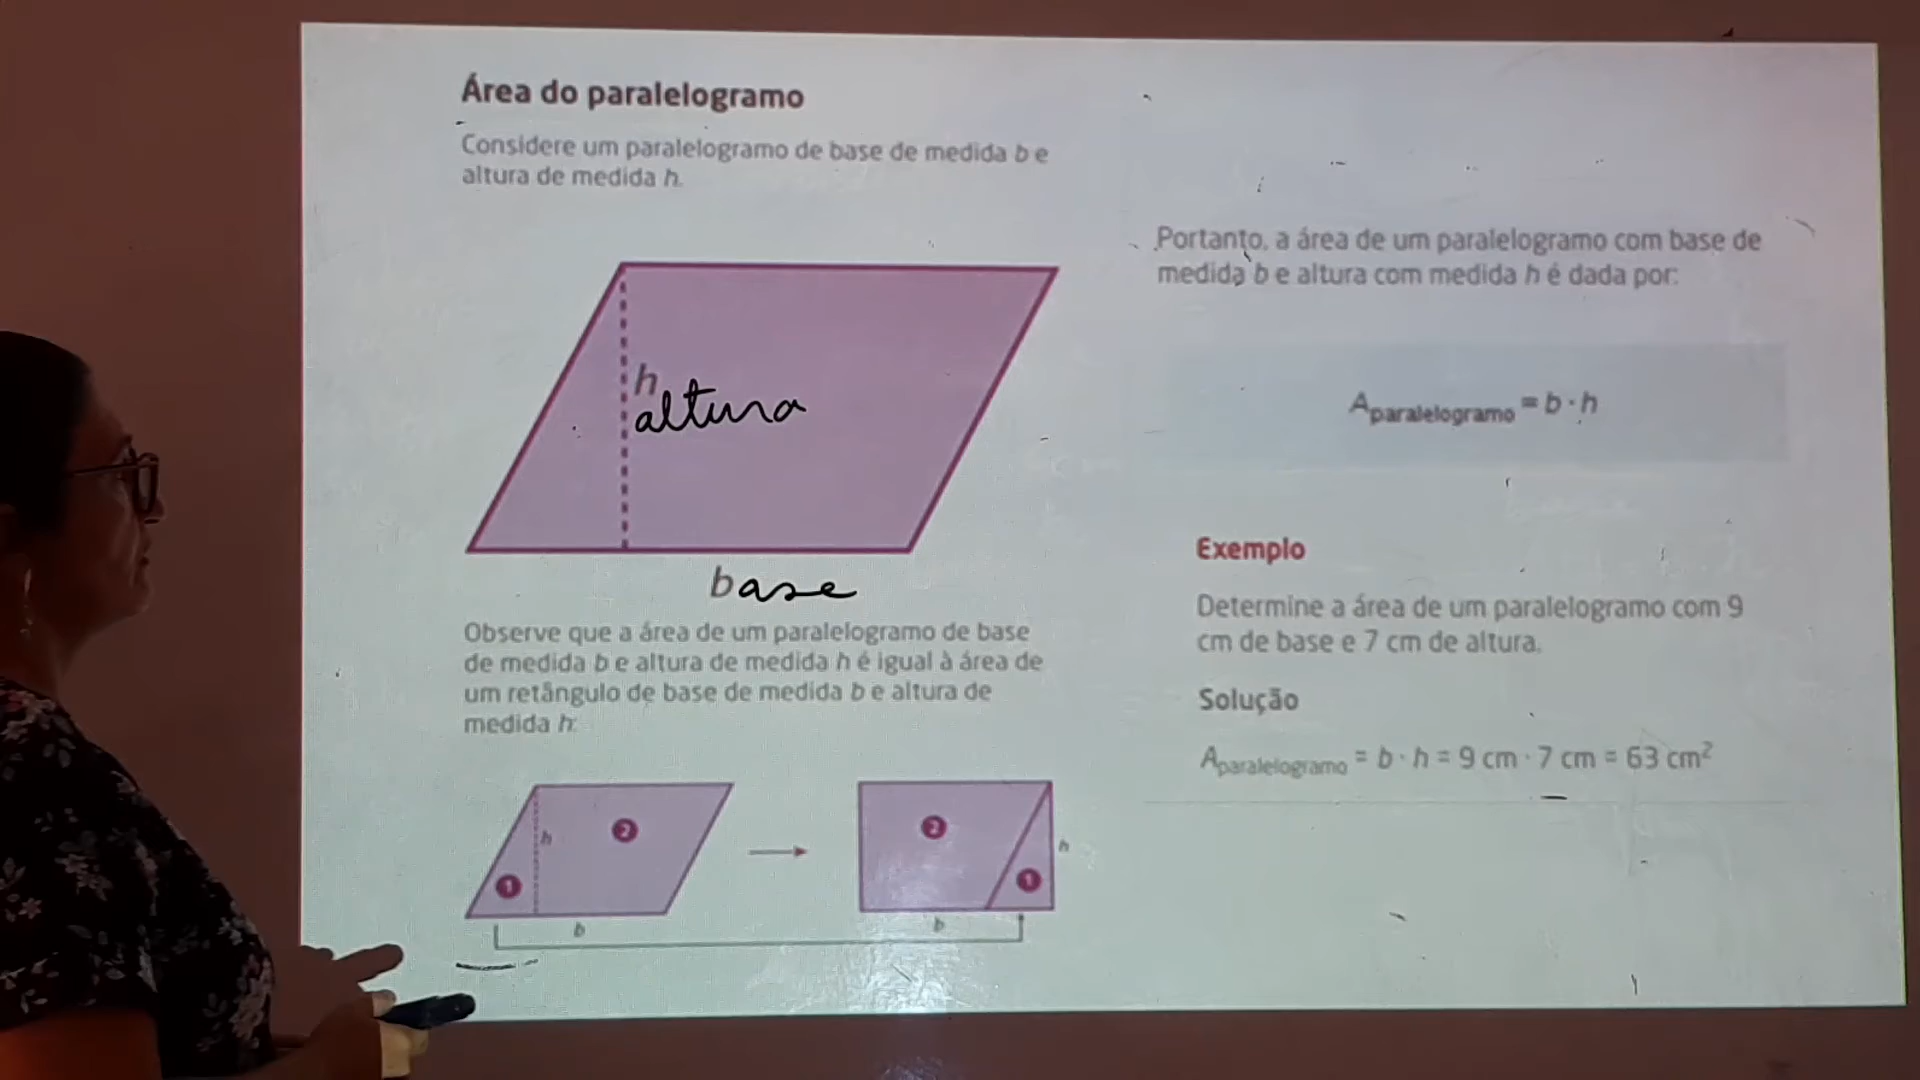 Área do paralelogramo
Considere um paralelogramo de base de medida b e
altura de medida h.
h
altura
base
Observe que a área de um paralelogramo de base
de medida b e altura de medida h é igual à área de
um retângulo de base de medida b e altura de
medida h:
h
2
1
b
2
h
1
b
Portanto, a área de um paralelogramo com base de
medida b e altura com medida h é dada por:
Aparalelogramo = b · h
Exemplo
Determine a área de um paralelogramo com 9
cm de base e 7 cm de altura.
Solução
Aparalelogramo = b · h = 9 cm · 7 cm = 63 cm²